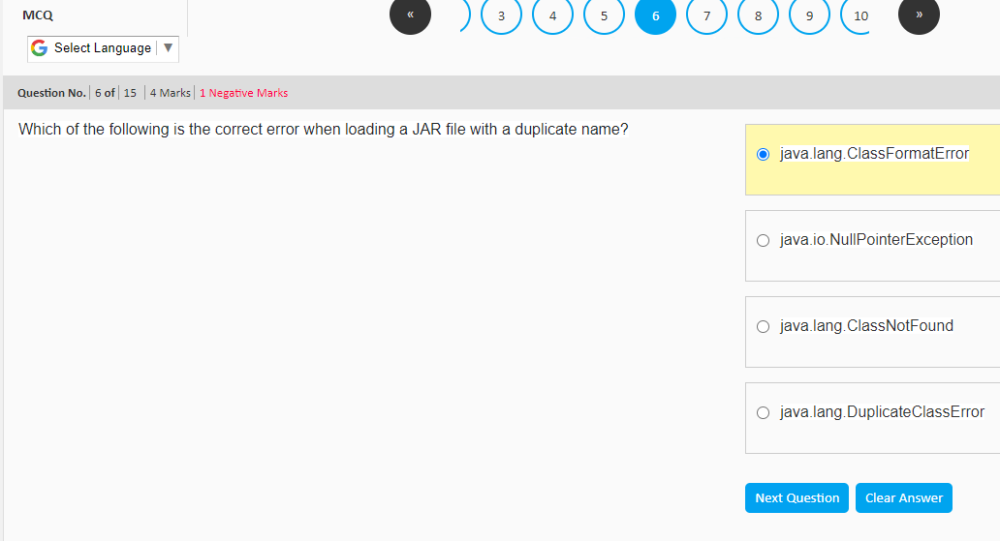 MCQ
Select Language ▼
« 3 4 5 6 7 8 9 10 »
Question No. 6 of 15 4 Marks 1 Negative Marks
Which of the following is the correct error when loading a JAR file with a duplicate name?
java.lang.ClassFormatError
java.io.NullPointerException
java.lang.ClassNotFound
java.lang.DuplicateClassError
Next Question Clear Answer